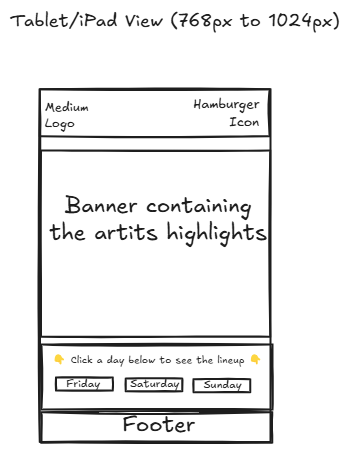 Tablet/iPad View (768px to 1024px)
Medium
Logo
Hamburger
Icon
Banner containing
the artits highlights
👇 Click a day below to see the lineup 👇
Friday
Saturday
Sunday
Footer